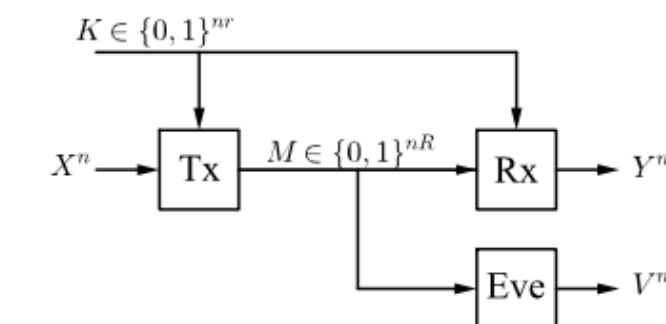 K ∈ {0, 1}^{nr}
X^n Tx M ∈ {0, 1}^{nR} Rx Y^n
Eve V^n